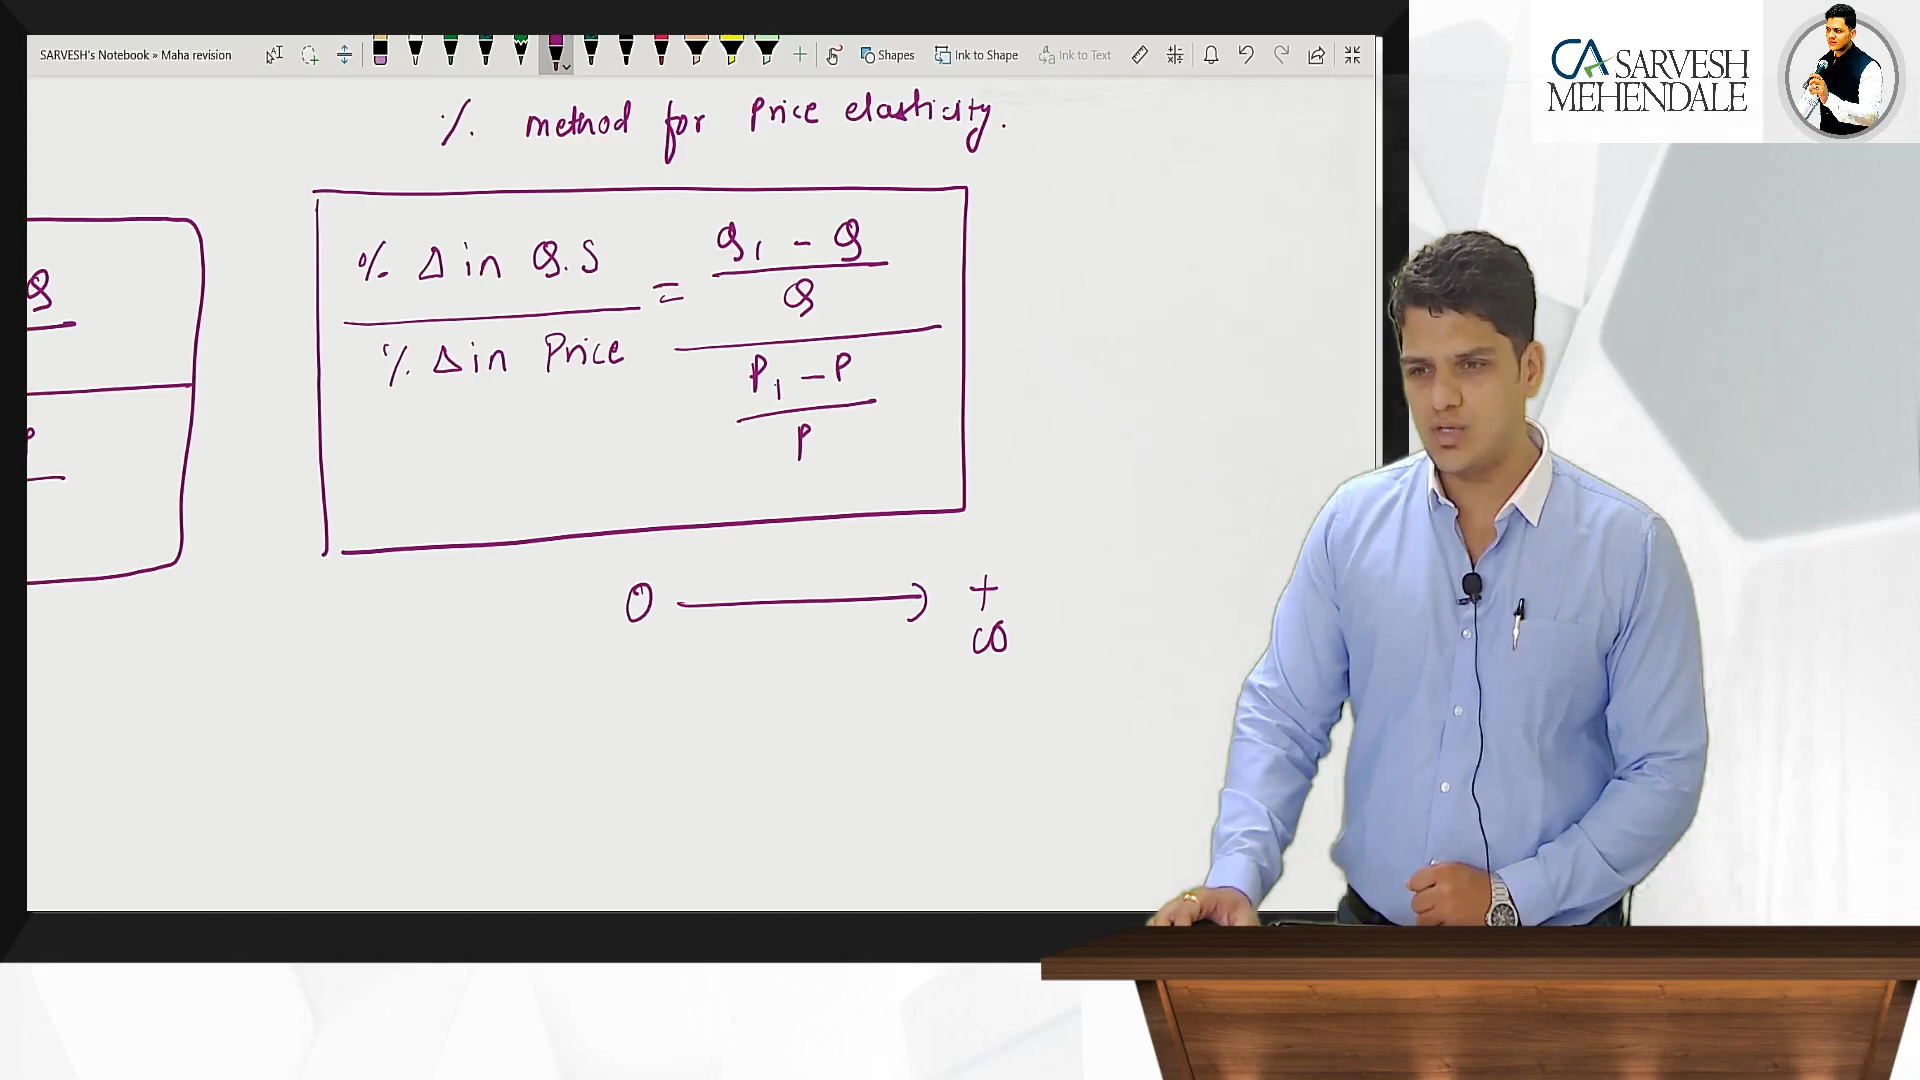 SARVESH's Notebook » Maha revision
Shapes
Ink to Shape
Ink to Text
CA SARVESH
MEHENDALE
% method for Price elasticity.
% Δ in Q.S
% Δ in Price
=
Q1 - Q
Q
P1 - P
P
Q
P
0 → +
∞